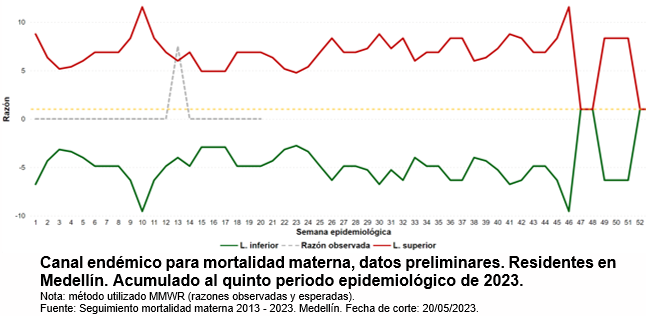 10
5
0
-5
-10
Razón
1 2 3 4 5 6 7 8 9 10 11 12 13 14 15 16 17 18 19 20 21 22 23 24 25 26 27 28 29 30 31 32 33 34 35 36 37 38 39 40 41 42 43 44 45 46 47 48 49 50 51 52
Semana epidemiológica
L. inferior Razón observada L. superior
Canal endémico para mortalidad materna, datos preliminares. Residentes en
Medellín. Acumulado al quinto periodo epidemiológico de 2023.
Nota: método utilizado MMWR (razones observadas y esperadas).
Fuente: Seguimiento mortalidad materna 2013 - 2023. Medellín. Fecha de corte: 20/05/2023.